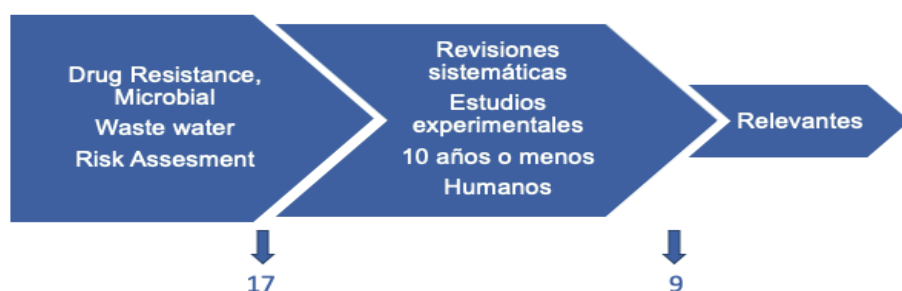 Drug Resistance,
Microbial
Waste water
Risk Assesment
Revisiones
sistemáticas
Estudios
experimentales
10 años o menos
Humanos
Relevantes
17
9